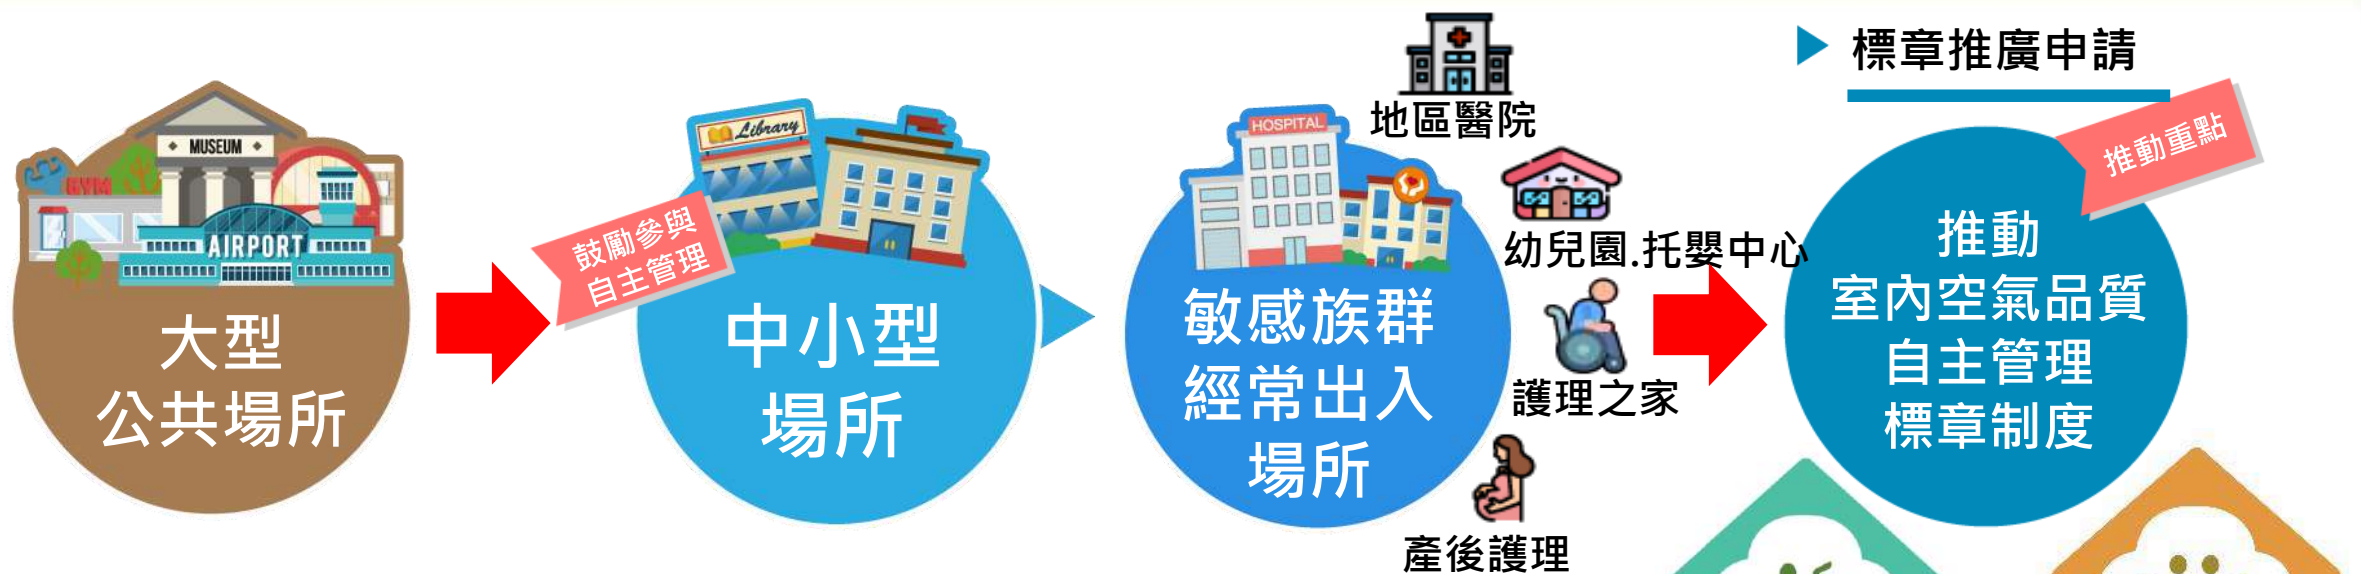 MUSEUM
GYM
AIRPORT
大型
公共場所
Library
鼓勵參與
自主管理
中小型
場所
HOSPITAL
敏感族群
經常出入
場所
地區醫院
幼兒園.托嬰中心
護理之家
產後護理
標章推廣申請
推動重點
推動
室內空氣品質
自主管理
標章制度